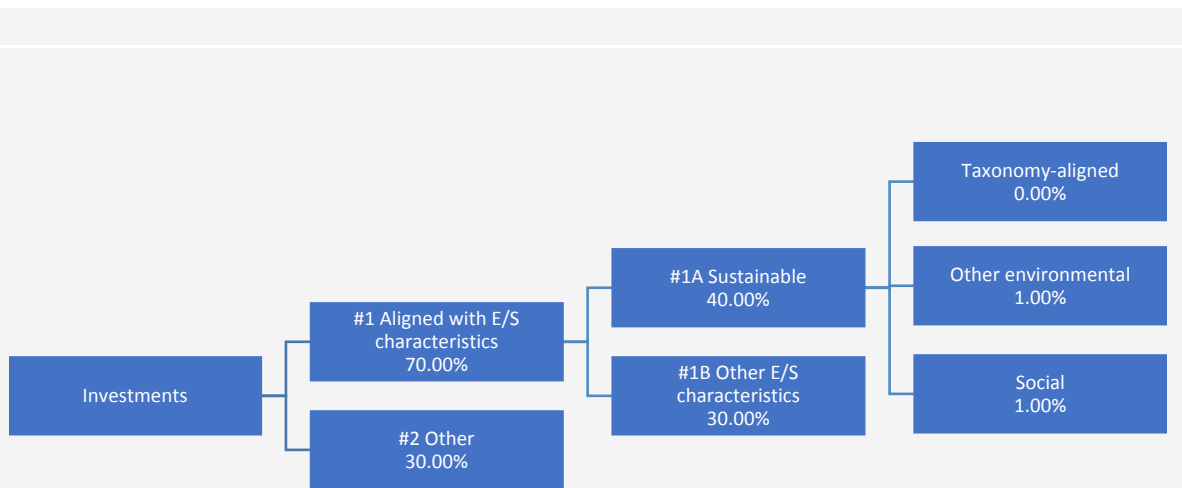 Investments
#1 Aligned with E/S
characteristics
70.00%
#2 Other
30.00%
#1A Sustainable
40.00%
#1B Other E/S
characteristics
30.00%
Taxonomy-aligned
0.00%
Other environmental
1.00%
Social
1.00%